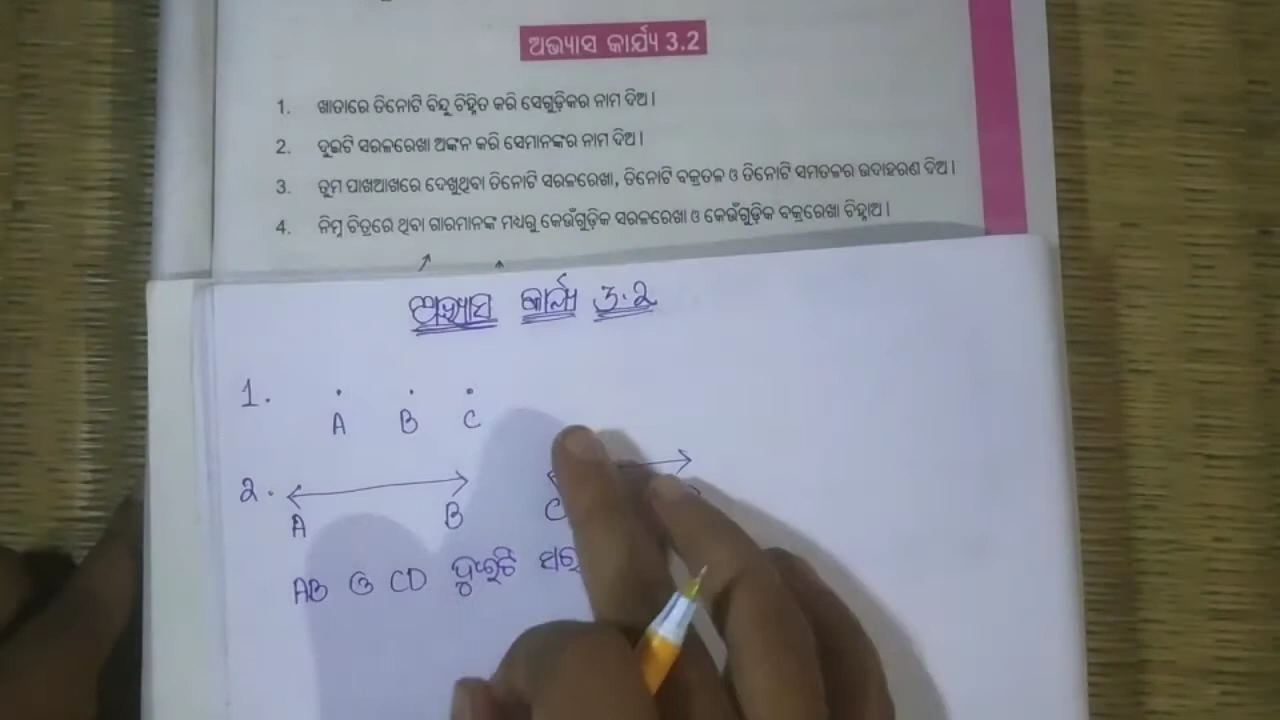 ଅଭ୍ୟାସ କାର୍ଯ୍ୟ 3.2
1. ଖାତାରେ ତିନୋଟି ବିନ୍ଦୁ ଚିହ୍ନିତ କରି ସେଗୁଡ଼ିକର ନାମ ଦିଅ।
2. ଦୁଇଟି ସରଳରେଖା ଅଙ୍କନ କରି ସେମାନଙ୍କର ନାମ ଦିଅ।
3. ତୁମ ପାଖଆଖରେ ଦେଖୁଥିବା ତିନୋଟି ସରଳରେଖା, ତିନୋଟି ବକ୍ରତଳ ଓ ତିନୋଟି ସମତଳର ଉଦାହରଣ ଦିଅ।
4. ନିମ୍ନ ଚିତ୍ରରେ ଥିବା ଗାରମାନଙ୍କ ମଧ୍ୟରୁ କେଉଁଗୁଡ଼ିକ ସରଳରେଖା ଓ କେଉଁଗୁଡ଼ିକ ବକ୍ରରେଖା ଚିହ୍ନାଅ।
ଅଭ୍ୟାସ କାର୍ଯ୍ୟ 3.2
1.
A B C
2.
A B C
AB ଓ CD ଦୁଇଟି